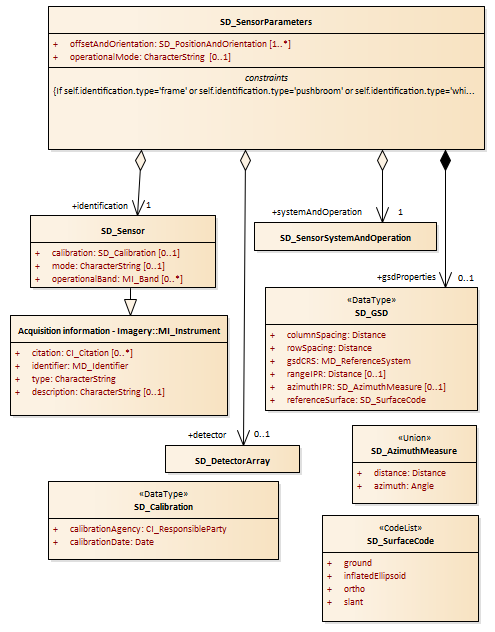 SD_SensorParameters
+ offsetAndOrientation: SD_PositionAndOrientation [1..*]
+ operationalMode: CharacterString [0..1]
constraints
{If self.identification.type='frame' or self.identification.type='pushbroom' or self.identification.type='whi...
+identification 1
+systemAndOperation 1
SD_Sensor
+ calibration: SD_Calibration [0..1]
+ mode: CharacterString [0..1]
+ operationalBand: MI_Band [0..*]
SD_SensorSystemAndOperation
+gsdProperties 0..1
«DataType»
SD_GSD
+ columnSpacing: Distance
+ rowSpacing: Distance
+ gsdCRS: MD_ReferenceSystem
+ rangeIPR: Distance [0..1]
+ azimuthIPR: SD_AzimuthMeasure [0..1]
+ referenceSurface: SD_SurfaceCode
Acquisition information - Imagery::MI_Instrument
+ citation: CI_Citation [0..*]
+ identifier: MD_Identifier
+ type: CharacterString
+ description: CharacterString [0..1]
+detector 0..1
SD_DetectorArray
«Union»
SD_AzimuthMeasure
+ distance: Distance
+ azimuth: Angle
«DataType»
SD_Calibration
+ calibrationAgency: CI_ResponsibleParty
+ calibrationDate: Date
«CodeList»
SD_SurfaceCode
+ ground
+ inflatedEllipsoid
+ ortho
+ slant